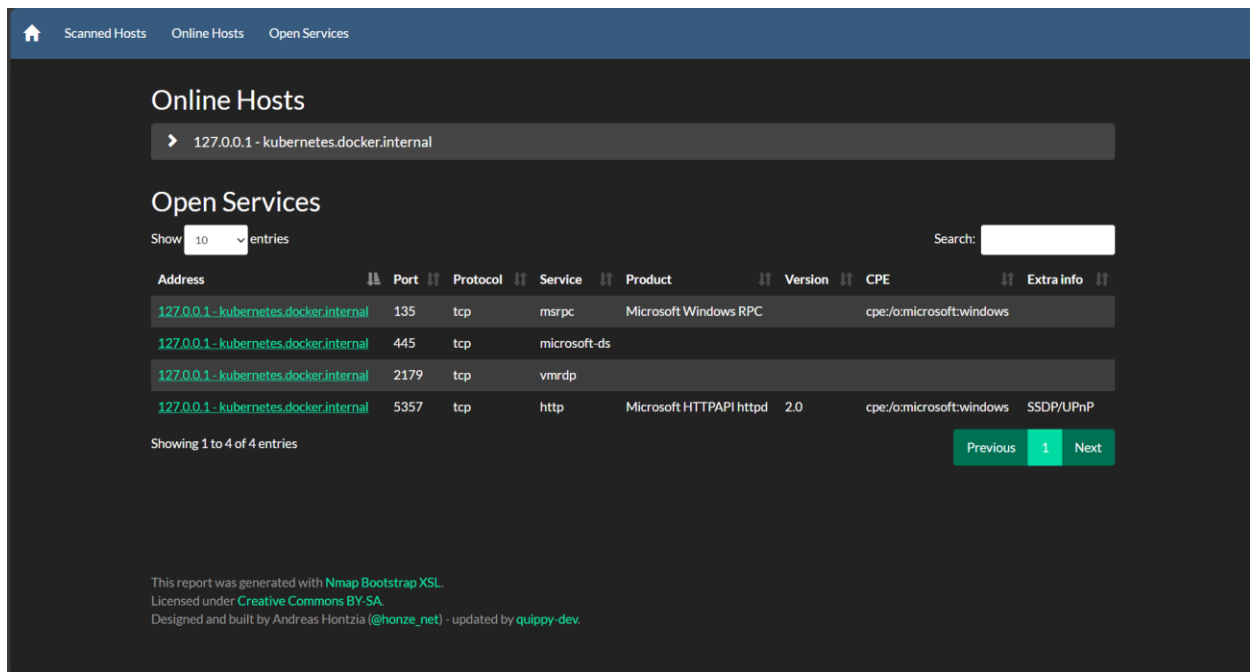 Scanned Hosts Online Hosts Open Services
Online Hosts
127.0.0.1 - kubernetes.docker.internal
Open Services
Show 10 entries Search:
Address Port Protocol Service Product Version CPE Extra info
127.0.0.1 - kubernetes.docker.internal 135 tcp msrpc Microsoft Windows RPC cpe:/o:microsoft:windows
127.0.0.1 - kubernetes.docker.internal 445 tcp microsoft-ds
127.0.0.1 - kubernetes.docker.internal 2179 tcp vmrdp
127.0.0.1 - kubernetes.docker.internal 5357 tcp http Microsoft HTTPAPI httpd 2.0 cpe:/o:microsoft:windows SSDP/UPnP
Showing 1 to 4 of 4 entries Previous 1 Next
This report was generated with Nmap Bootstrap XSL.
Licensed under Creative Commons BY-SA.
Designed and built by Andreas Hontzia (@honze_net) - updated by quippy-dev.